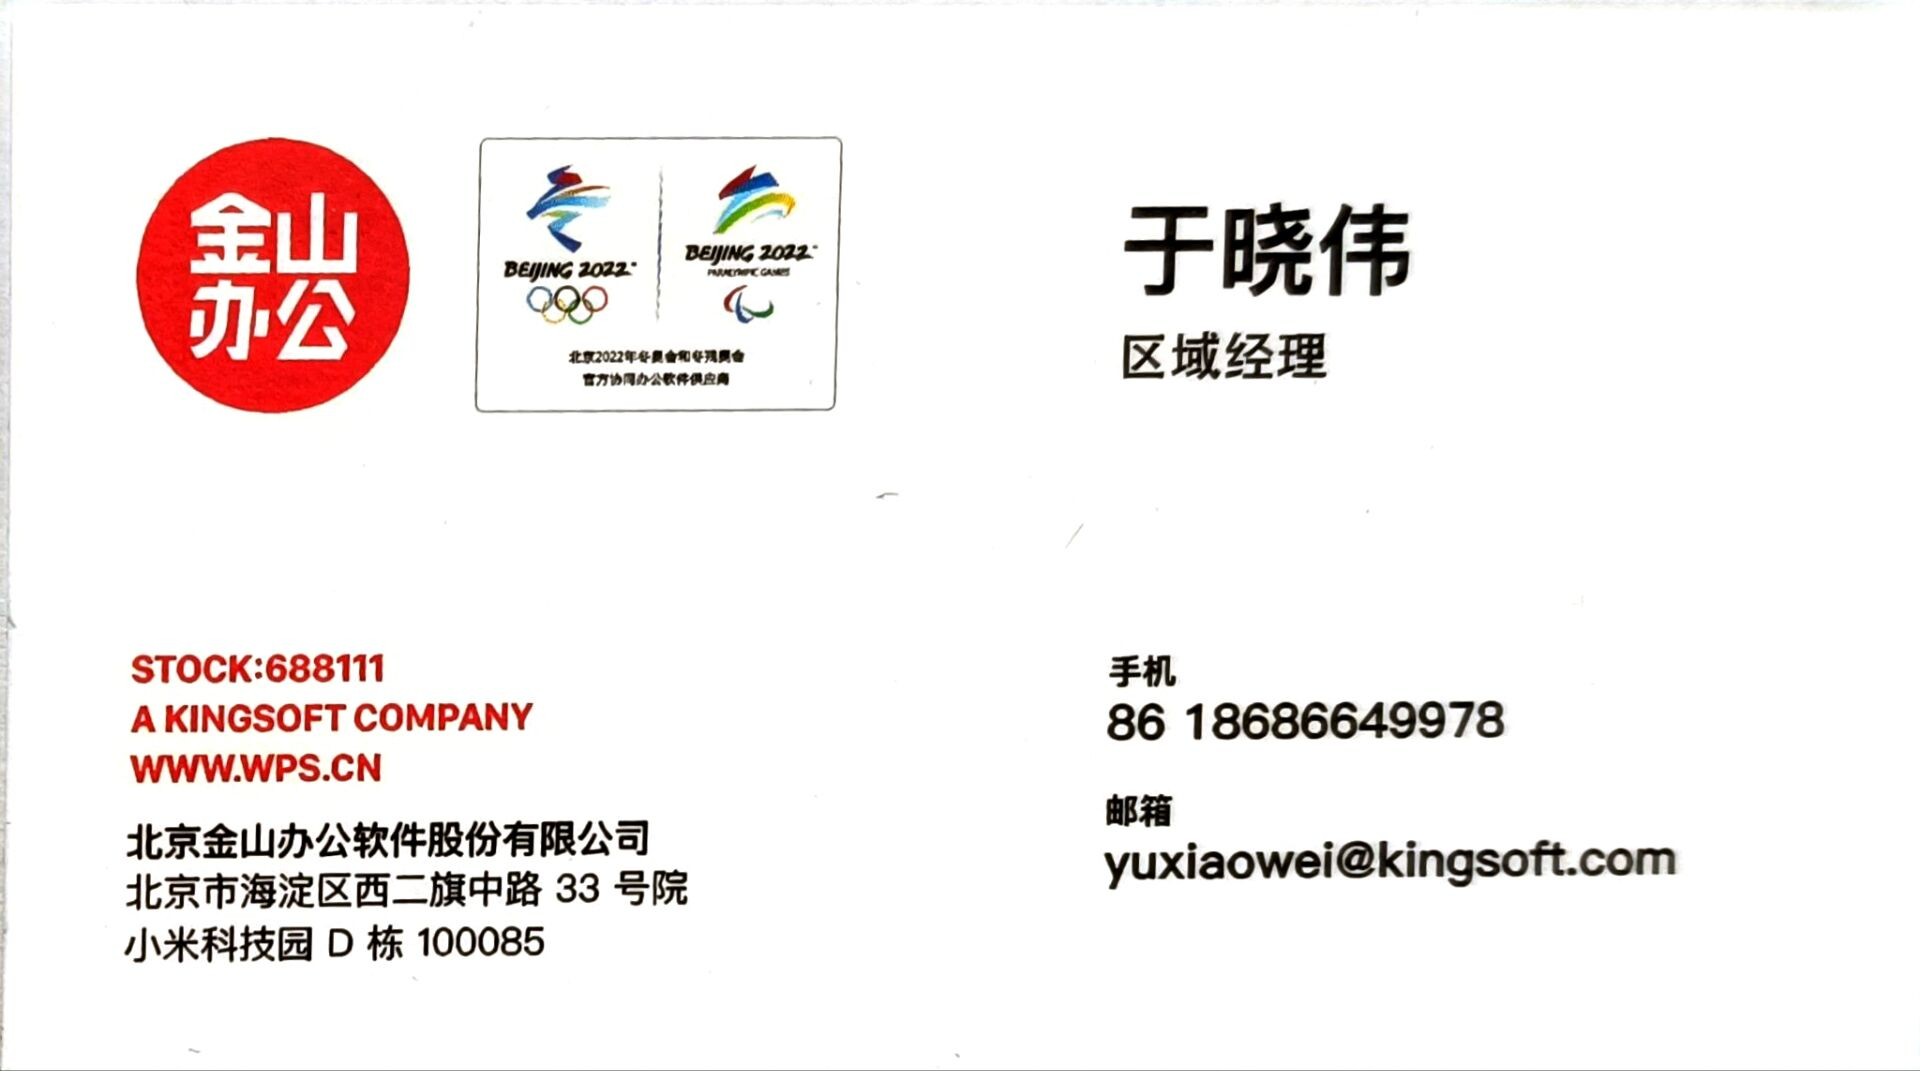 金山
办公
BEIJING 2022™
BEIJING 2022™
PARALYMPIC GAMES
北京2022年冬奥会和冬残奥会
官方协同办公软件供应商
于晓伟
区域经理
STOCK:688111
A KINGSOFT COMPANY
WWW.WPS.CN
北京金山办公软件股份有限公司
北京市海淀区西二旗中路 33 号院
小米科技园 D 栋 100085
手机
86 18686649978
邮箱
yuxiaowei@kingsoft.com